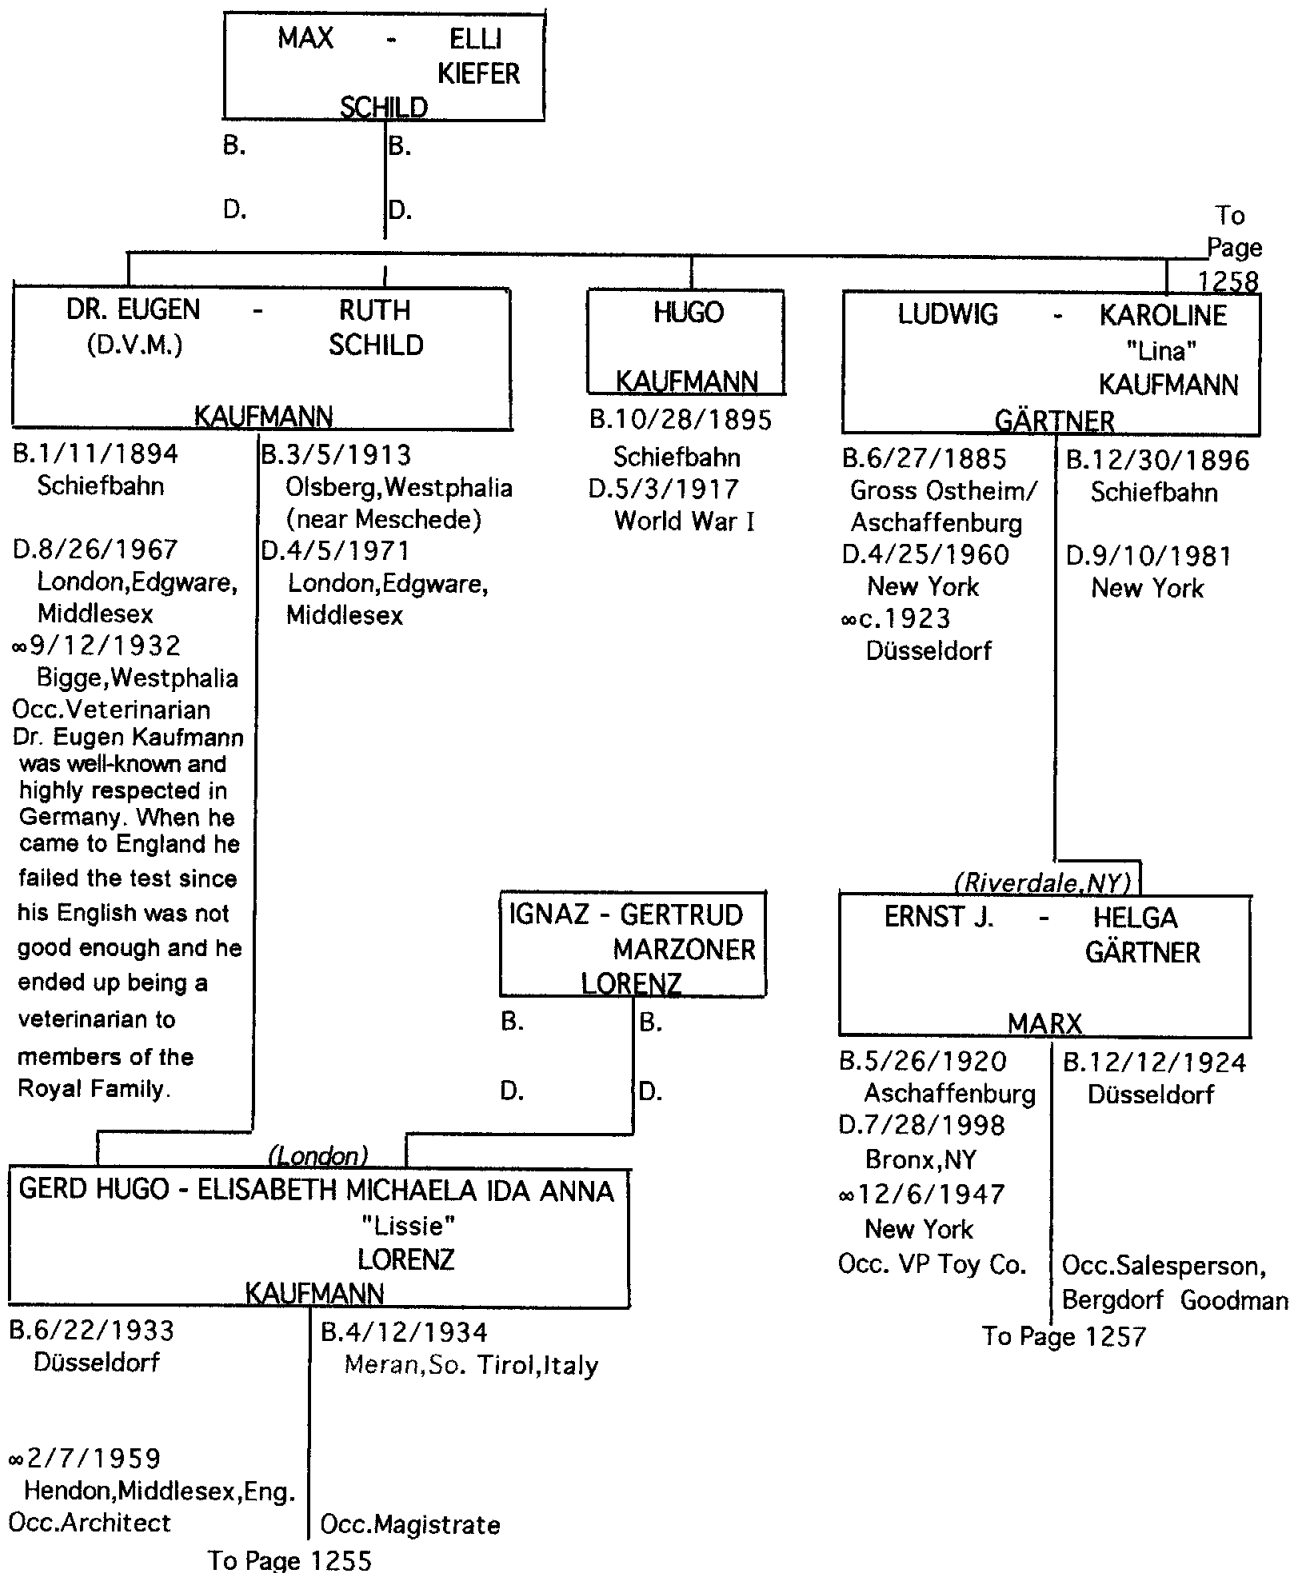 MAX - ELLI
KIEFER
SCHILD
B. B.
D. D.
To
Page
1258
DR. EUGEN - RUTH
(D.V.M.) SCHILD
KAUFMANN
B.1/11/1894 B.3/5/1913
Schiefbahn Olsberg,Westphalia
(near Meschede)
D.8/26/1967 D.4/5/1971
London,Edgware, London,Edgware,
Middlesex Middlesex
∞9/12/1932
Bigge,Westphalia
Occ.Veterinarian
Dr. Eugen Kaufmann
was well-known and
highly respected in
Germany. When he
came to England he
failed the test since
his English was not
good enough and he
ended up being a
veterinarian to
members of the
Royal Family.
HUGO
KAUFMANN
B.10/28/1895
Schiefbahn
D.5/3/1917
World War I
LUDWIG - KAROLINE
"Lina"
KAUFMANN
GÄRTNER
B.6/27/1885 B.12/30/1896
Gross Ostheim/ Schiefbahn
Aschaffenburg
D.4/25/1960 D.9/10/1981
New York New York
∞c.1923
Düsseldorf
IGNAZ - GERTRUD
MARZONER
LORENZ
B. B.
D. D.
(Riverdale,NY)
ERNST J. - HELGA
GÄRTNER
MARX
B.5/26/1920 B.12/12/1924
Aschaffenburg Düsseldorf
D.7/28/1998
Bronx,NY
∞12/6/1947
New York
Occ. VP Toy Co. Occ.Salesperson,
Bergdorf Goodman
To Page 1257
(London)
GERD HUGO - ELISABETH MICHAELA IDA ANNA
"Lissie"
LORENZ
KAUFMANN
B.6/22/1933 B.4/12/1934
Düsseldorf Meran,So. Tirol,Italy
∞2/7/1959
Hendon,Middlesex,Eng.
Occ.Architect Occ.Magistrate
To Page 1255